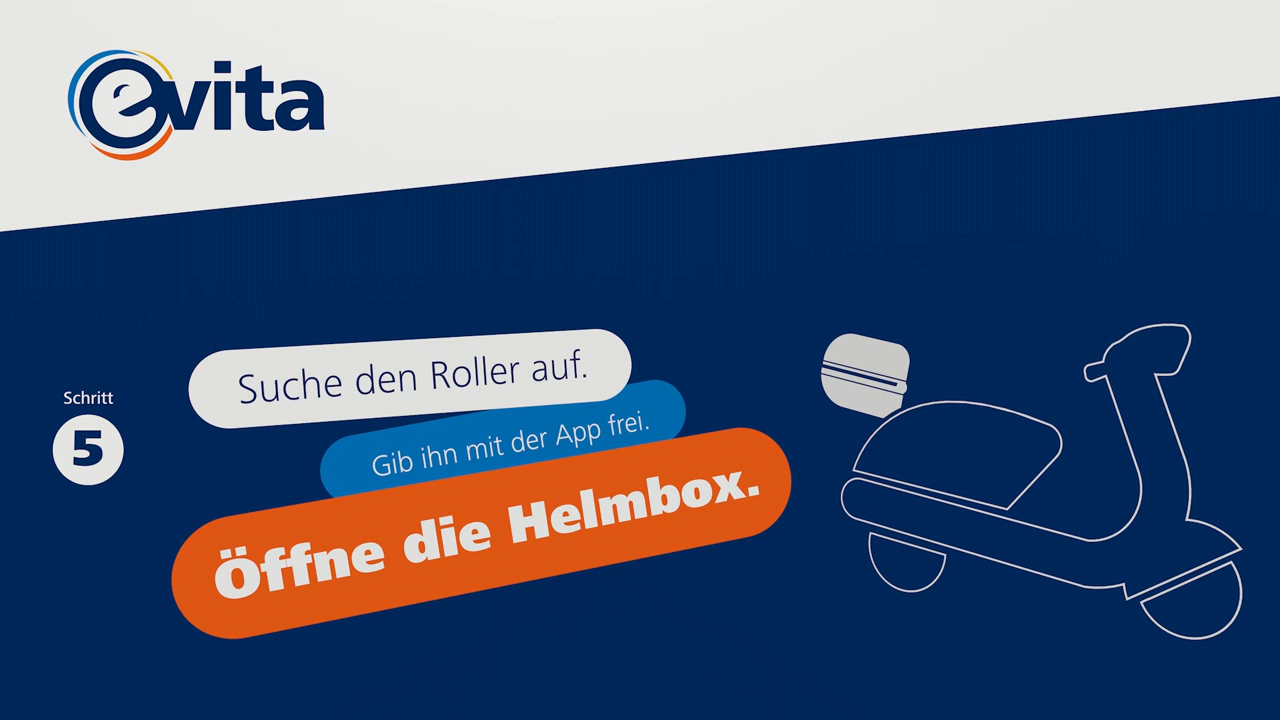 evita
Suche den Roller auf.
Schritt
5
Gib ihn mit der App frei.
Öffne die Helmbox.